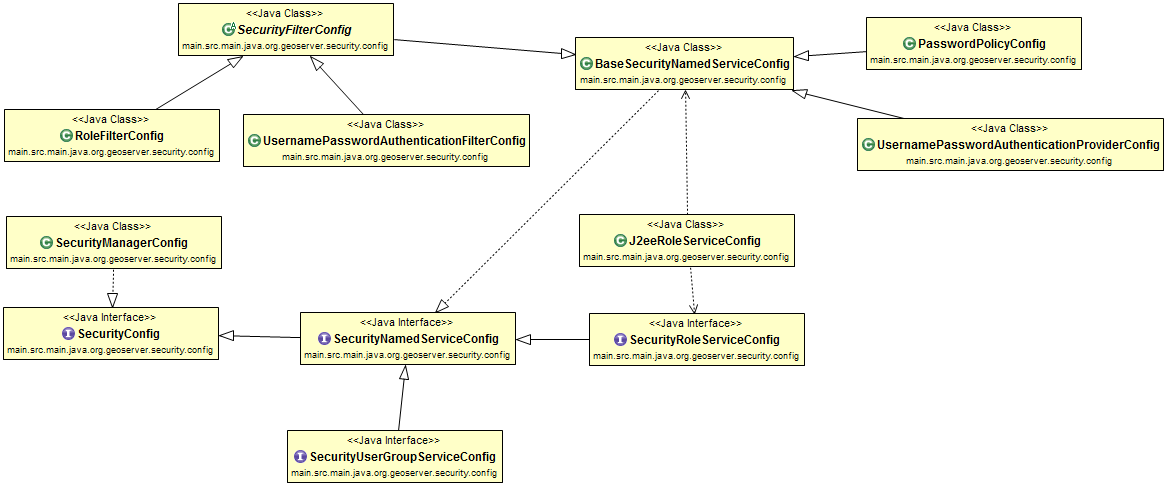 <<Java Class>>
SecurityFilterConfig
main.src.main.java.org.geoserver.security.config
<<Java Class>>
BaseSecurityNamedServiceConfig
main.src.main.java.org.geoserver.security.config
<<Java Class>>
PasswordPolicyConfig
main.src.main.java.org.geoserver.security.config
<<Java Class>>
RoleFilterConfig
main.src.main.java.org.geoserver.security.config
<<Java Class>>
UsernamePasswordAuthenticationFilterConfig
main.src.main.java.org.geoserver.security.config
<<Java Class>>
UsernamePasswordAuthenticationProviderConfig
main.src.main.java.org.geoserver.security.config
<<Java Class>>
SecurityManagerConfig
main.src.main.java.org.geoserver.security.config
<<Java Class>>
J2eeRoleServiceConfig
main.src.main.java.org.geoserver.security.config
<<Java Interface>>
SecurityConfig
main.src.main.java.org.geoserver.security.config
<<Java Interface>>
SecurityNamedServiceConfig
main.src.main.java.org.geoserver.security.config
<<Java Interface>>
SecurityRoleServiceConfig
main.src.main.java.org.geoserver.security.config
<<Java Interface>>
SecurityUserGroupServiceConfig
main.src.main.java.org.geoserver.security.config